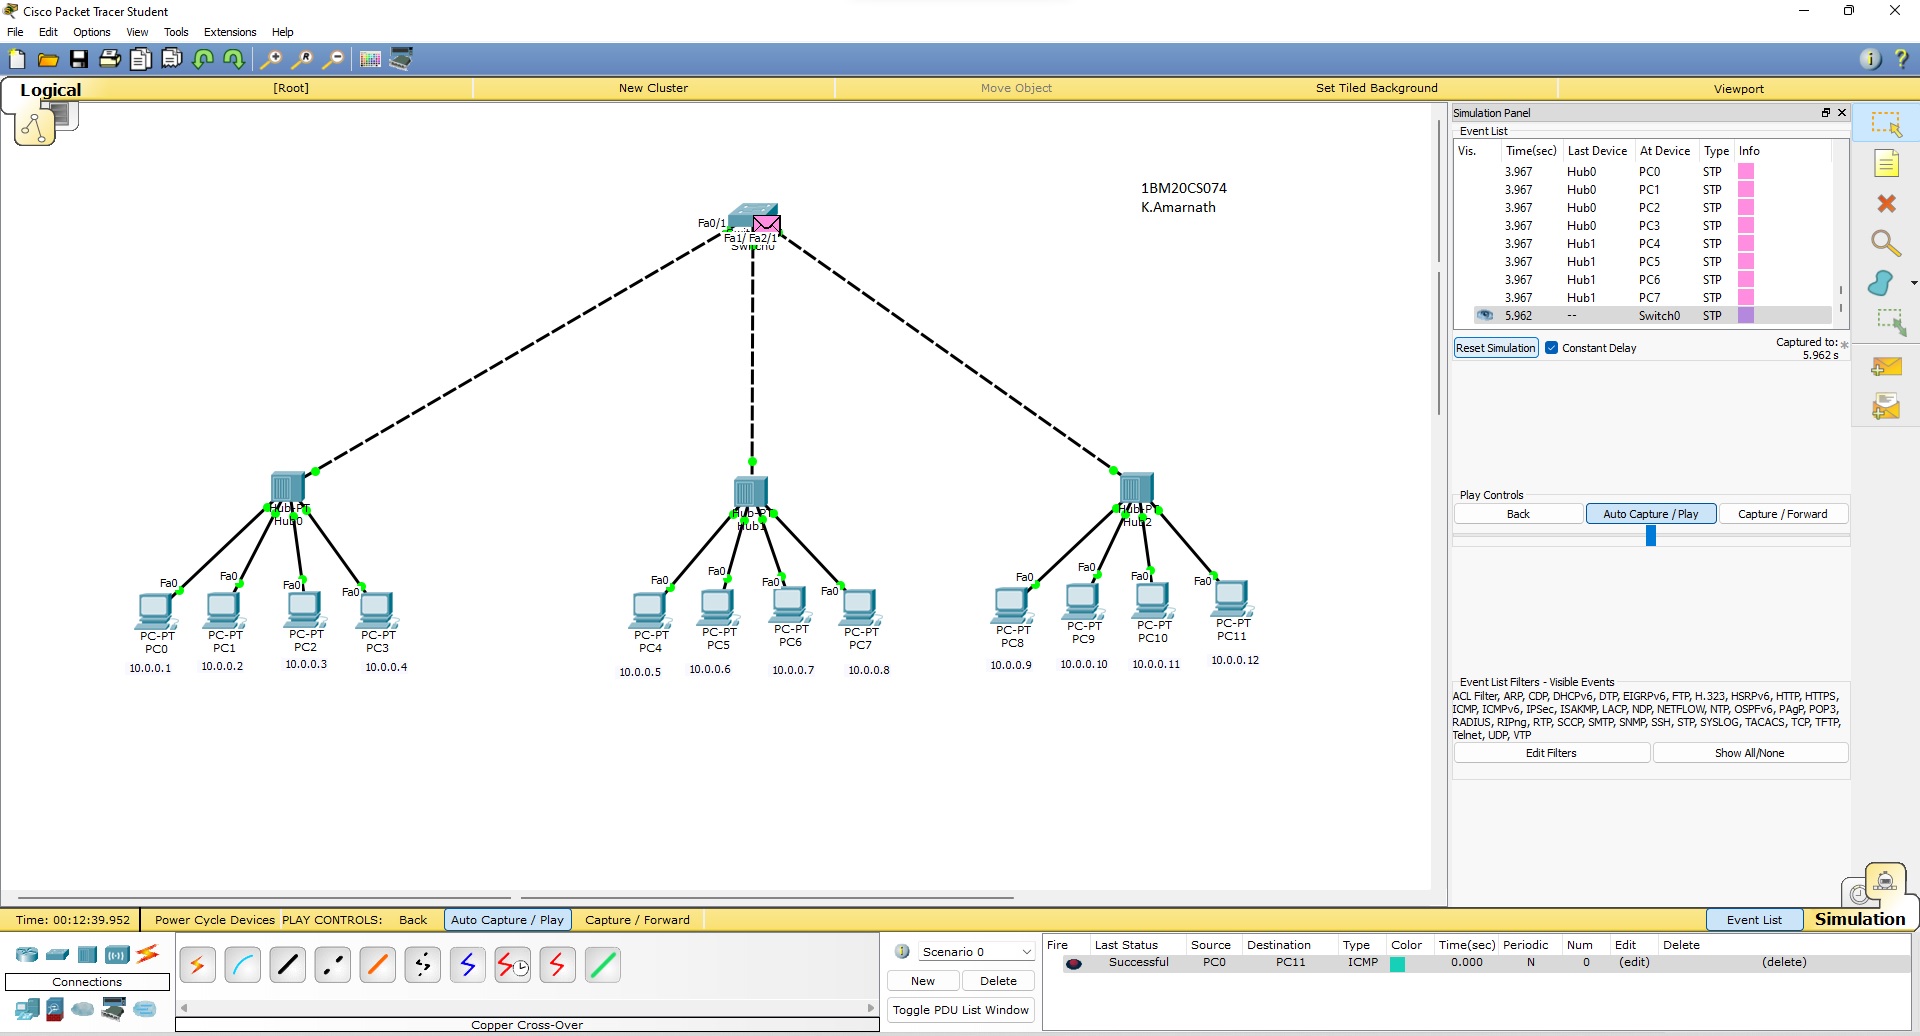 Cisco Packet Tracer Student
File Edit Options View Tools Extensions Help
Logical [Root] New Cluster Move Object Set Tiled Background Viewport
1BM20CS074
K.Amarnath
Fa0/1
Fa1/ Fa2/1
Switch0
Hub-PT
Hub0
Hub-PT
Hub1
Hub-PT
Hub2
Fa0 Fa0 Fa0 Fa0
PC-PT PC-PT PC-PT PC-PT
PC0 PC1 PC2 PC3
10.0.0.1 10.0.0.2 10.0.0.3 10.0.0.4
Fa0 Fa0 Fa0 Fa0
PC-PT PC-PT PC-PT PC-PT
PC4 PC5 PC6 PC7
10.0.0.5 10.0.0.6 10.0.0.7 10.0.0.8
Fa0 Fa0 Fa0 Fa0
PC-PT PC-PT PC-PT PC-PT
PC8 PC9 PC10 PC11
10.0.0.9 10.0.0.10 10.0.0.11 10.0.0.12
Simulation Panel
Event List
Vis. Time(sec) Last Device At Device Type Info
3.967 Hub0 PC0 STP
3.967 Hub0 PC1 STP
3.967 Hub0 PC2 STP
3.967 Hub0 PC3 STP
3.967 Hub1 PC4 STP
3.967 Hub1 PC5 STP
3.967 Hub1 PC6 STP
3.967 Hub1 PC7 STP
5.962 -- Switch0 STP
Reset Simulation Constant Delay Captured to: *
5.962 s
Play Controls
Back Auto Capture / Play Capture / Forward
Event List Filters - Visible Events
ACL Filter, ARP, CDP, DHCPv6, DTP, EIGRPv6, FTP, H.323, HSRPv6, HTTP, HTTPS,
ICMP, ICMPv6, IPSec, ISAKMP, LACP, NDP, NETFLOW, NTP, OSPFv6, PAgP, POP3,
RADIUS, RIPng, RTP, SCCP, SMTP, SNMP, SSH, STP, SYSLOG, TACACS, TCP, TFTP,
Telnet, UDP, VTP
Edit Filters Show All/None
Time: 00:12:39.952 Power Cycle Devices PLAY CONTROLS: Back Auto Capture / Play Capture / Forward Event List Simulation
Connections
Copper Cross-Over
Scenario 0
New Delete
Toggle PDU List Window
Fire Last Status Source Destination Type Color Time(sec) Periodic Num Edit Delete
Successful PC0 PC11 ICMP 0.000 N 0 (edit) (delete)